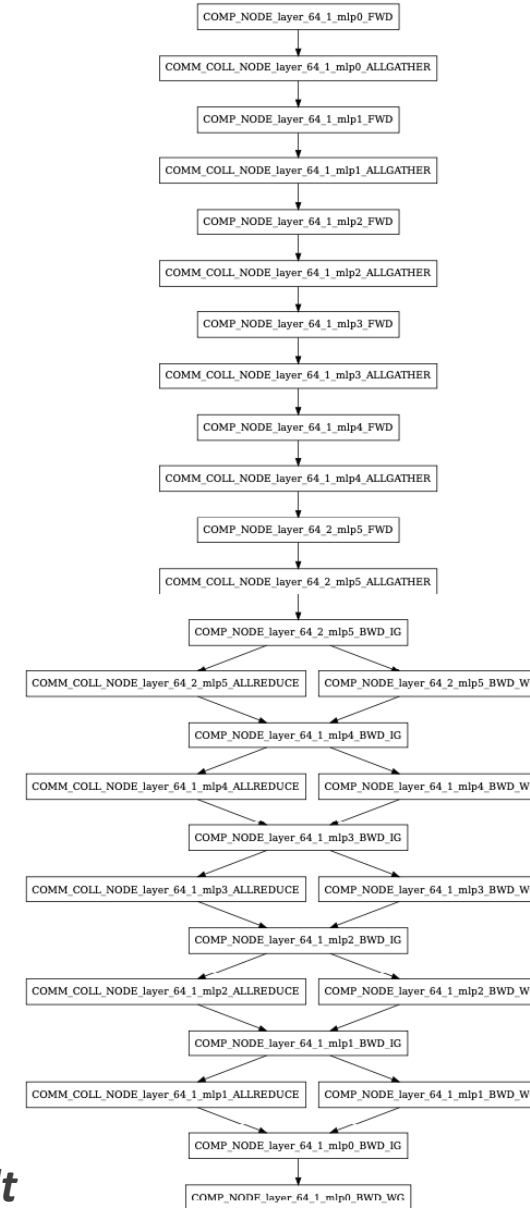 COMP_NODE_layer_64_1_mlp0_FWD
COMM_COLL_NODE_layer_64_1_mlp0_ALLGATHER
COMP_NODE_layer_64_1_mlp1_FWD
COMM_COLL_NODE_layer_64_1_mlp1_ALLGATHER
COMP_NODE_layer_64_1_mlp2_FWD
COMM_COLL_NODE_layer_64_1_mlp2_ALLGATHER
COMP_NODE_layer_64_1_mlp3_FWD
COMM_COLL_NODE_layer_64_1_mlp3_ALLGATHER
COMP_NODE_layer_64_1_mlp4_FWD
COMM_COLL_NODE_layer_64_1_mlp4_ALLGATHER
COMP_NODE_layer_64_2_mlp5_FWD
COMM_COLL_NODE_layer_64_2_mlp5_ALLGATHER
COMP_NODE_layer_64_2_mlp5_BWD_IG
COMM_COLL_NODE_layer_64_2_mlp5_ALLREDUCE
COMP_NODE_layer_64_2_mlp5_BWD_W
COMP_NODE_layer_64_1_mlp4_BWD_IG
COMM_COLL_NODE_layer_64_1_mlp4_ALLREDUCE
COMP_NODE_layer_64_1_mlp4_BWD_W
COMP_NODE_layer_64_1_mlp3_BWD_IG
COMM_COLL_NODE_layer_64_1_mlp3_ALLREDUCE
COMP_NODE_layer_64_1_mlp3_BWD_W
COMP_NODE_layer_64_1_mlp2_BWD_IG
COMM_COLL_NODE_layer_64_1_mlp2_ALLREDUCE
COMP_NODE_layer_64_1_mlp2_BWD_W
COMP_NODE_layer_64_1_mlp1_BWD_IG
COMM_COLL_NODE_layer_64_1_mlp1_ALLREDUCE
COMP_NODE_layer_64_1_mlp1_BWD_W
COMP_NODE_layer_64_1_mlp0_BWD_IG
COMP_NODE_layer_64_1_mlp0_BWD_WG